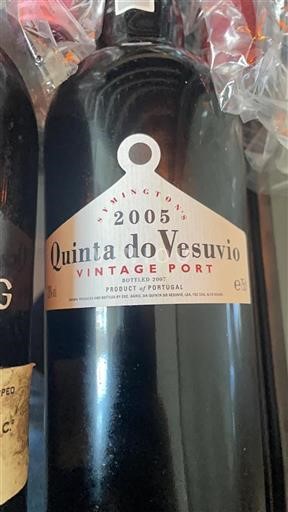 SYMINGTON'S
2005
Quinta do Vesuvio
VINTAGE PORT
BOTTLED 2007
PRODUCT of PORTUGAL
G
C.